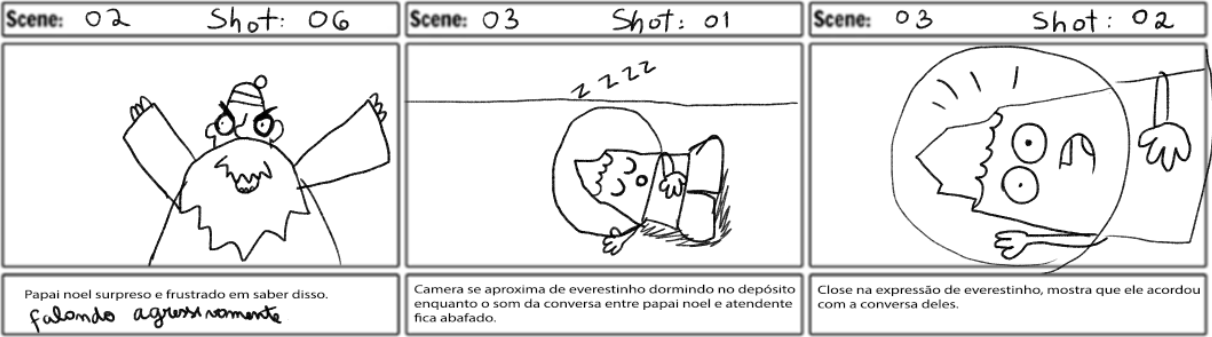 Scene: 02 Shot: 06
Papai noel surpreso e frustrado em saber disso.
falando agressivamente
Scene: 03 Shot: 01
z z z z
Camera se aproxima de everestinho dormindo no depósito
enquanto o som da conversa entre papai noel e atendente
fica abafado.
Scene: 03 Shot: 02
Close na expressão de everestinho, mostra que ele acordou
com a conversa deles.